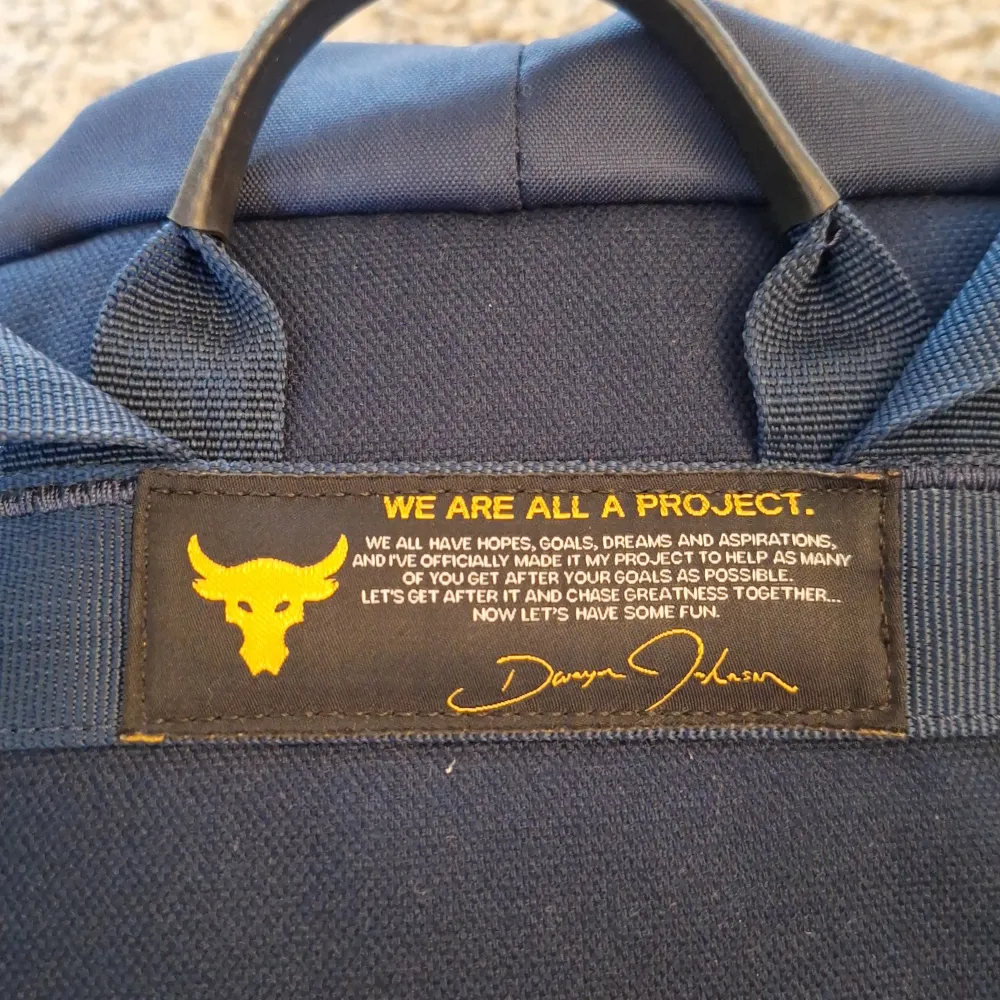 WE ARE ALL A PROJECT.
WE ALL HAVE HOPES, GOALS, DREAMS AND ASPIRATIONS,
AND I'VE OFFICIALLY MADE IT MY PROJECT TO HELP AS MANY
OF YOU GET AFTER YOUR GOALS AS POSSIBLE.
LET'S GET AFTER IT AND CHASE GREATNESS TOGETHER...
NOW LET'S HAVE SOME FUN.
Dwayne Johnson